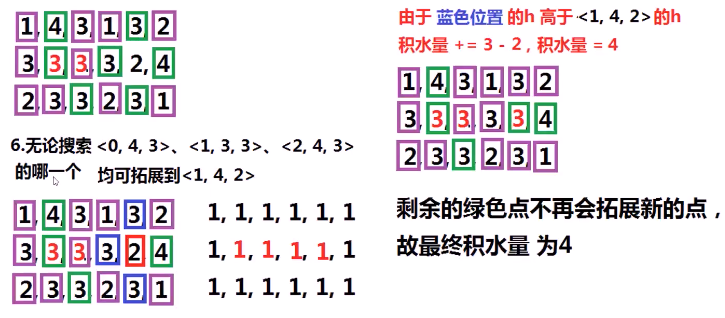 1, 4, 3, 1, 3, 2
3, 3, 3, 3, 2, 4
2, 3, 3, 2, 3, 1
6.无论搜索 <0, 4, 3>、<1, 3, 3>、<2, 4, 3>
的哪一个 均可拓展到<1, 4, 2>
1, 4, 3, 1, 3, 2
3, 3, 3, 3, 2, 4
2, 3, 3, 2, 3, 1
1, 1, 1, 1, 1, 1
1, 1, 1, 1, 1, 1
1, 1, 1, 1, 1, 1
由于 蓝色位置 的h 高于 <1, 4, 2> 的h
积水量 += 3 - 2 , 积水量 = 4
1, 4, 3, 1, 3, 2
3, 3, 3, 3, 3, 4
2, 3, 3, 2, 3, 1
剩余的绿色点不再会拓展新的点，
故最终积水量 为4